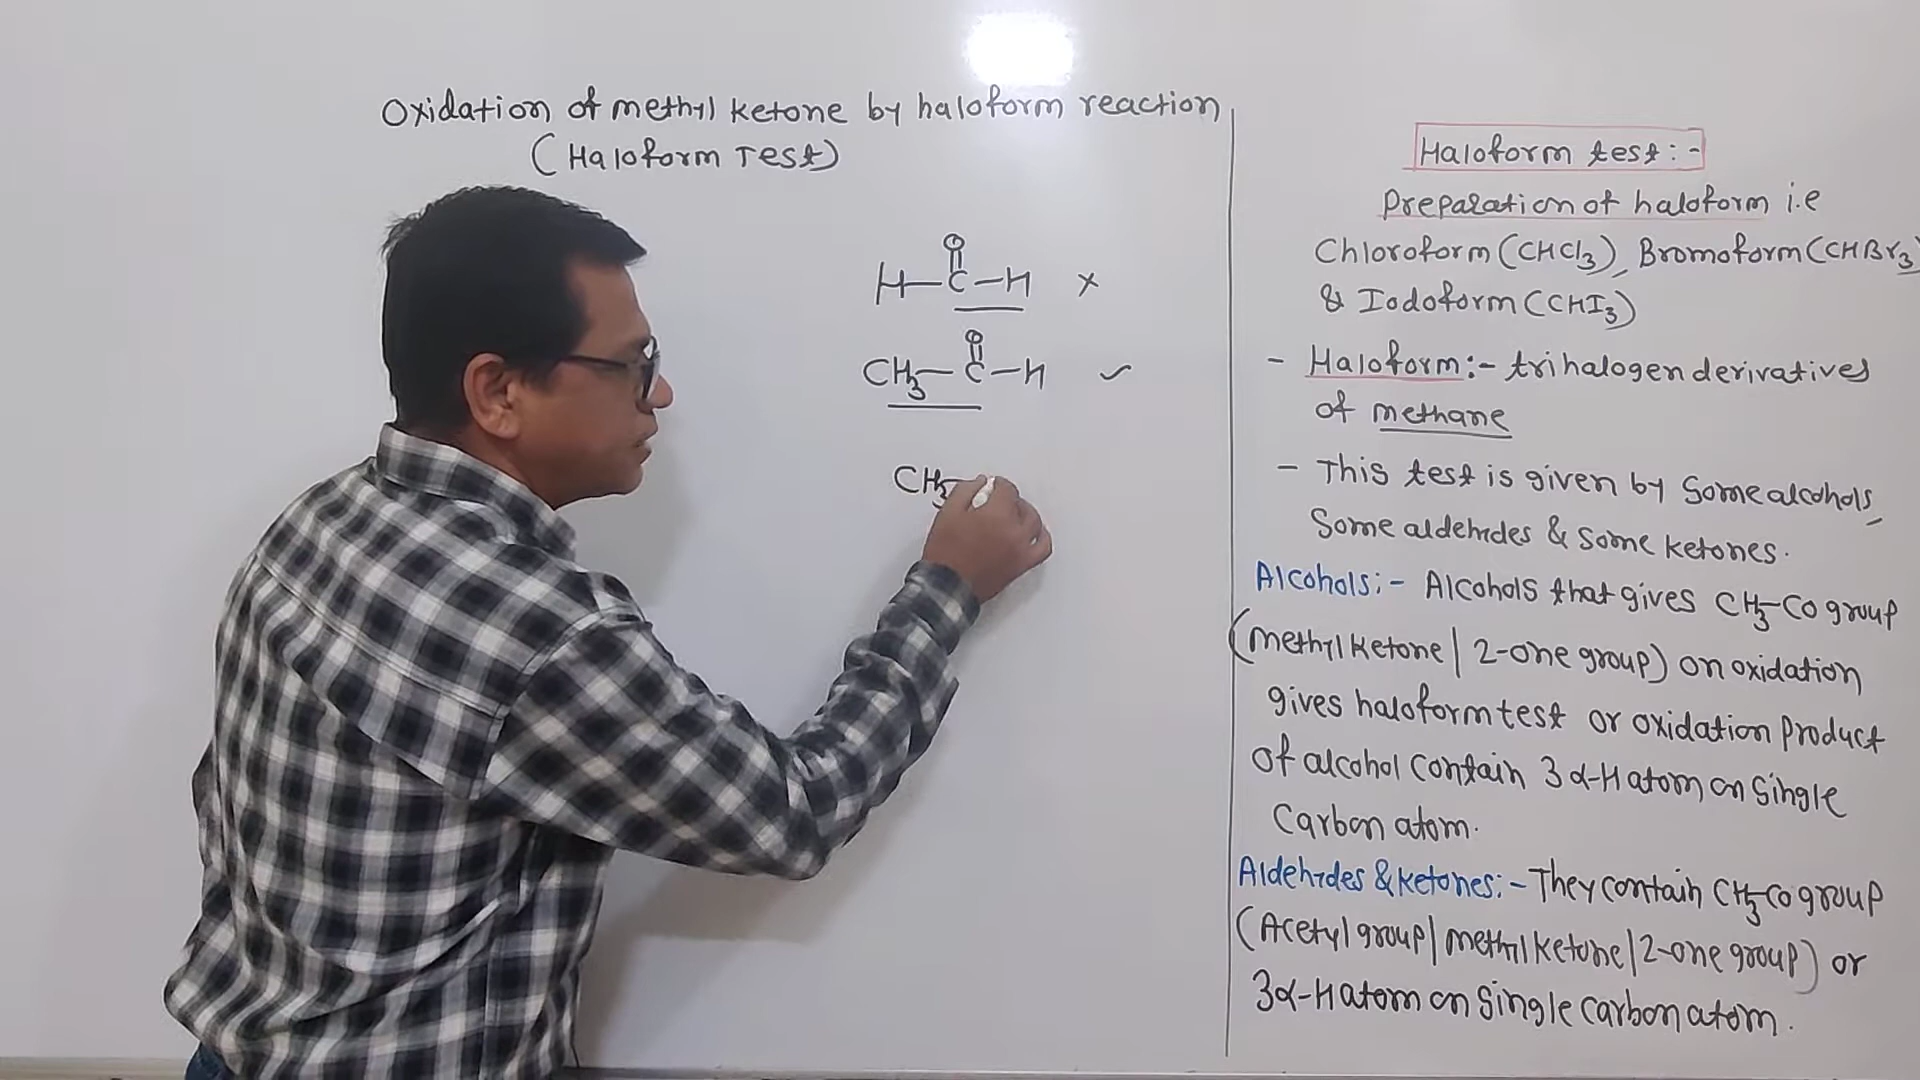 Oxidation of methyl ketone by haloform reaction
(Haloform Test)
O
H-C-H ×
O
CH3-C-H ✓
CH3
Haloform test:-
Preparation of haloform i.e
Chloroform(CHCl3), Bromoform(CHBr3)
& Iodoform(CHI3)
- Haloform:- trihalogen derivatives
of methane
- This test is given by some alcohols,
Some aldehydes & some ketones.
Alcohols:- Alcohols that gives CH3-CO group
(methyl ketone | 2-one group) on oxidation
gives haloform test or oxidation product
of alcohol contain 3 α-H atom on single
Carbon atom.
Aldehydes & ketones:- They contain CH3CO group
(Acetyl group | methyl ketone | 2-one group) or
3α-H atom on single carbon atom.